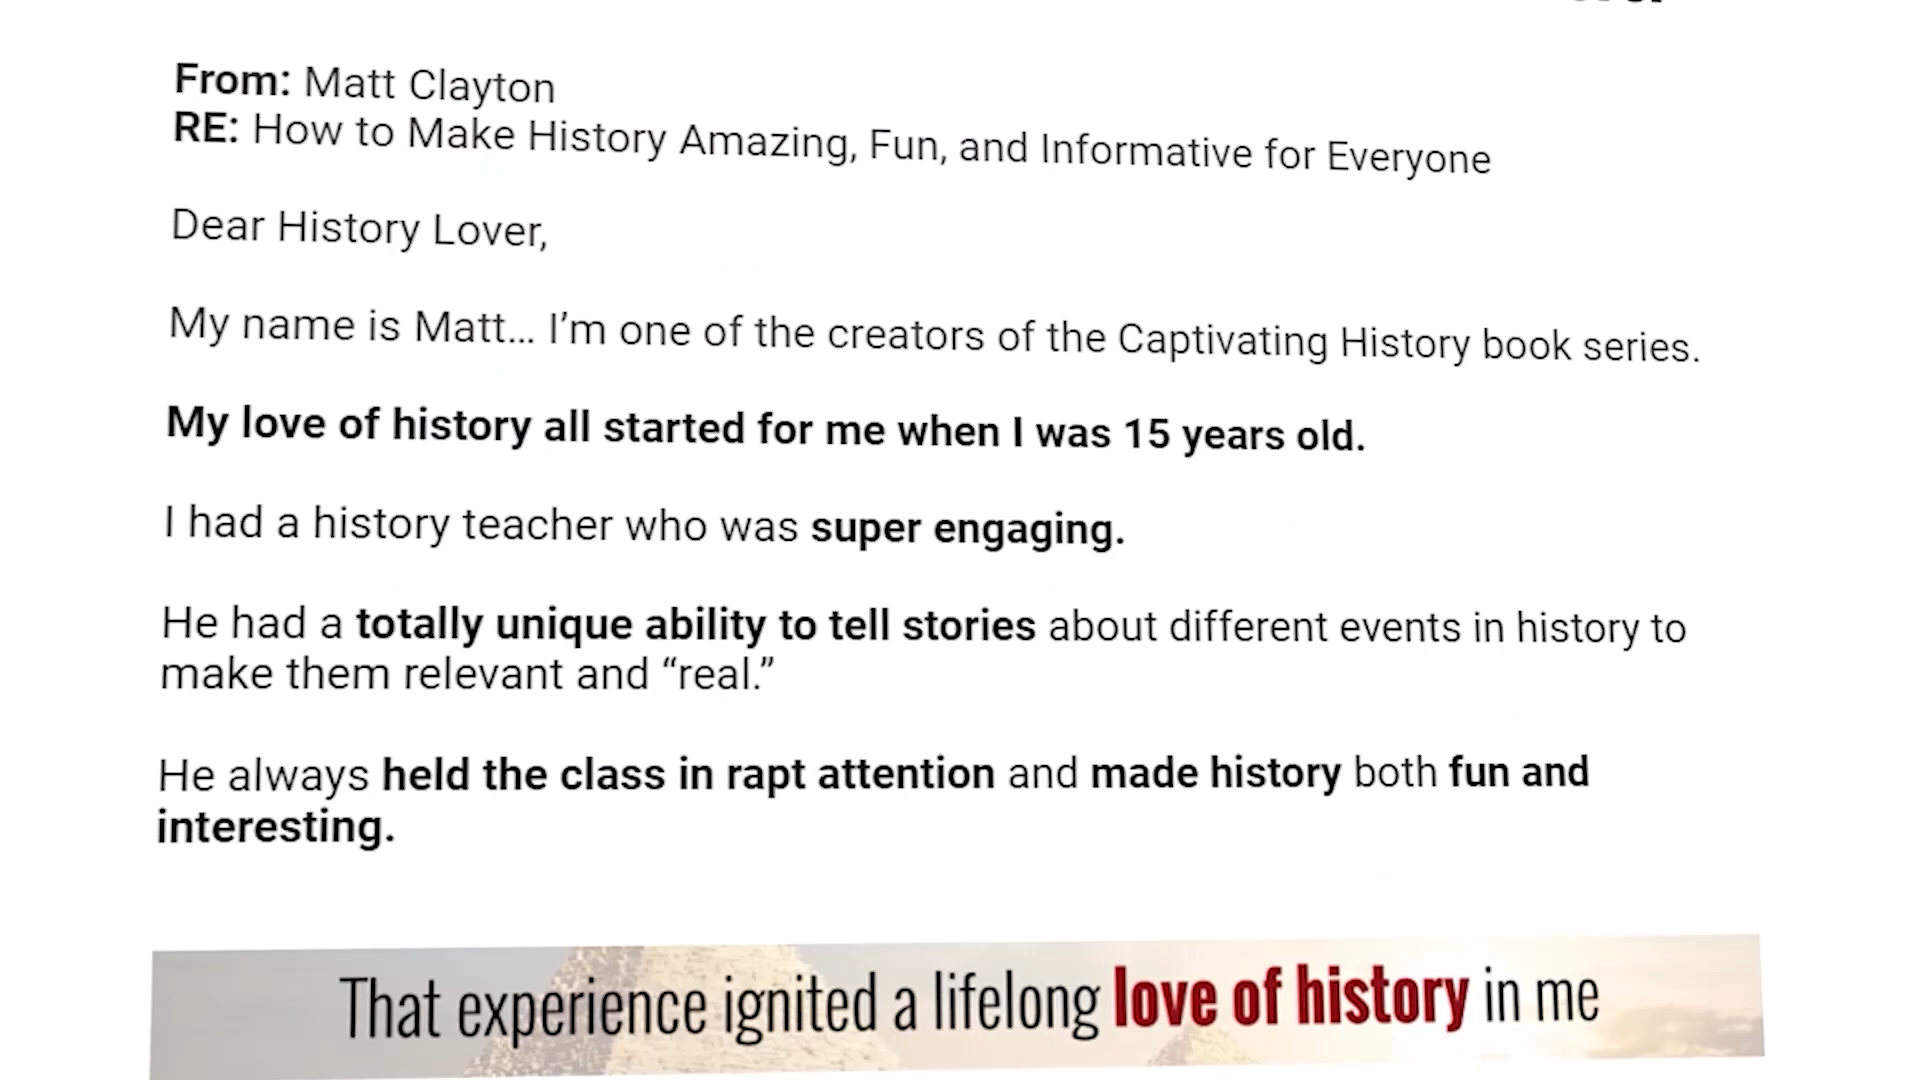 From: Matt Clayton
RE: How to Make History Amazing, Fun, and Informative for Everyone
Dear History Lover,
My name is Matt... I’m one of the creators of the Captivating History book series.
My love of history all started for me when I was 15 years old.
I had a history teacher who was super engaging.
He had a totally unique ability to tell stories about different events in history to
make them relevant and “real.”
He always held the class in rapt attention and made history both fun and
interesting.
That experience ignited a lifelong love of history in me